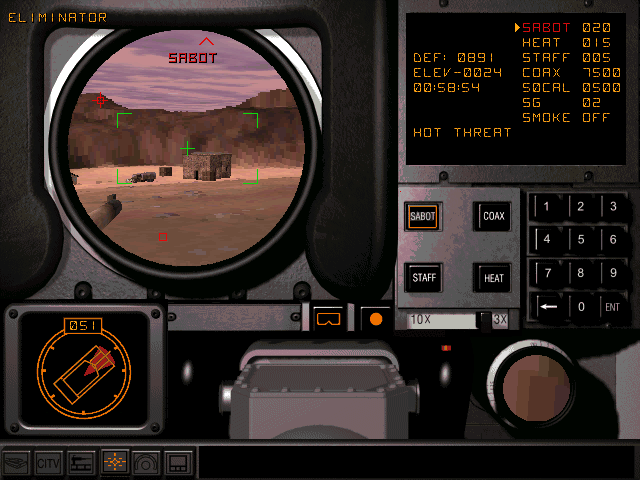 ELIMINATOR
SABOT
SABOT 020
HEAT 015
DEF: 0891 STAFF 005
ELEV-0024 COAX 7500
00:58:54 SOCAL 0500
SG 02
SMOKE OFF
HOT THREAT
SABOT COAX
STAFF HEAT
1 2 3
4 5 6
7 8 9
0 ENT
10X 3X
051
CITV